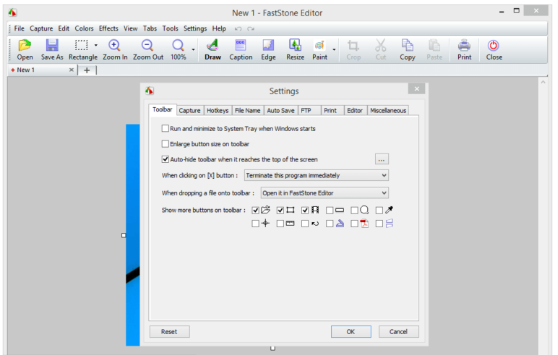 New 1 - FastStone Editor
File Capture Edit Colors Effects View Tabs Tools Settings Help
Open Save As Rectangle Zoom In Zoom Out 100% Draw Caption Edge Resize Paint Crop Cut Copy Paste Print Close
New 1
Settings
Toolbar Capture Hotkeys File Name Auto Save FTP Print Editor Miscellaneous
Run and minimize to System Tray when Windows starts
Enlarge button size on toolbar
Auto-hide toolbar when it reaches the top of the screen ...
When clicking on [X] button : Terminate this program immediately
When dropping a file onto toolbar : Open it in FastStone Editor
Show more buttons on toolbar :
Reset OK Cancel